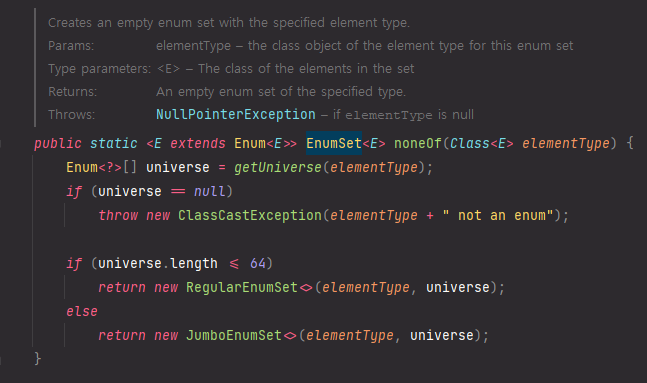 Creates an empty enum set with the specified element type.
Params: elementType – the class object of the element type for this enum set
Type parameters: <E> – The class of the elements in the set
Returns: An empty enum set of the specified type.
Throws: NullPointerException – if elementType is null
public static <E extends Enum<E>> EnumSet<E> noneOf(Class<E> elementType) {
    Enum<?>[] universe = getUniverse(elementType);
    if (universe == null)
        throw new ClassCastException(elementType + " not an enum");

    if (universe.length <= 64)
        return new RegularEnumSet<>(elementType, universe);
    else
        return new JumboEnumSet<>(elementType, universe);
}